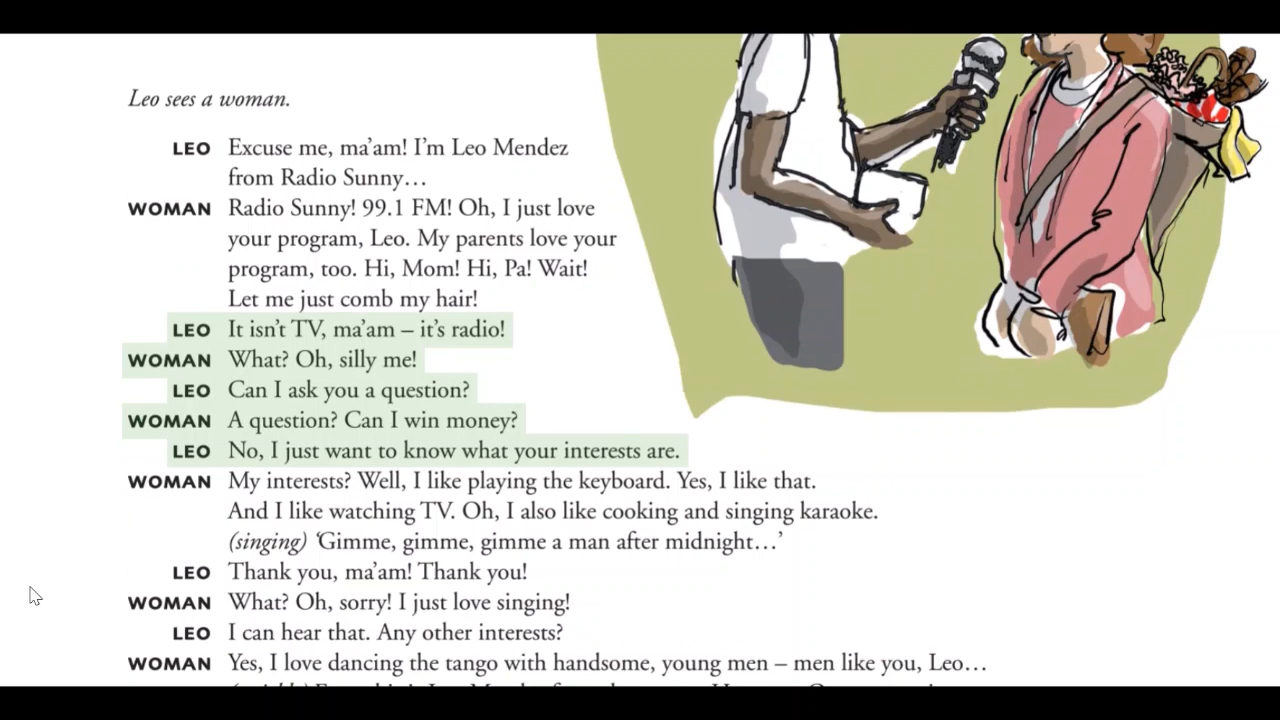 Leo sees a woman.
LEO Excuse me, ma’am! I’m Leo Mendez
from Radio Sunny…
WOMAN Radio Sunny! 99.1 FM! Oh, I just love
your program, Leo. My parents love your
program, too. Hi, Mom! Hi, Pa! Wait!
Let me just comb my hair!
LEO It isn’t TV, ma’am – it’s radio!
WOMAN What? Oh, silly me!
LEO Can I ask you a question?
WOMAN A question? Can I win money?
LEO No, I just want to know what your interests are.
WOMAN My interests? Well, I like playing the keyboard. Yes, I like that.
And I like watching TV. Oh, I also like cooking and singing karaoke.
(singing) ‘Gimme, gimme, gimme a man after midnight…’
LEO Thank you, ma’am! Thank you!
WOMAN What? Oh, sorry! I just love singing!
LEO I can hear that. Any other interests?
WOMAN Yes, I love dancing the tango with handsome, young men – men like you, Leo…